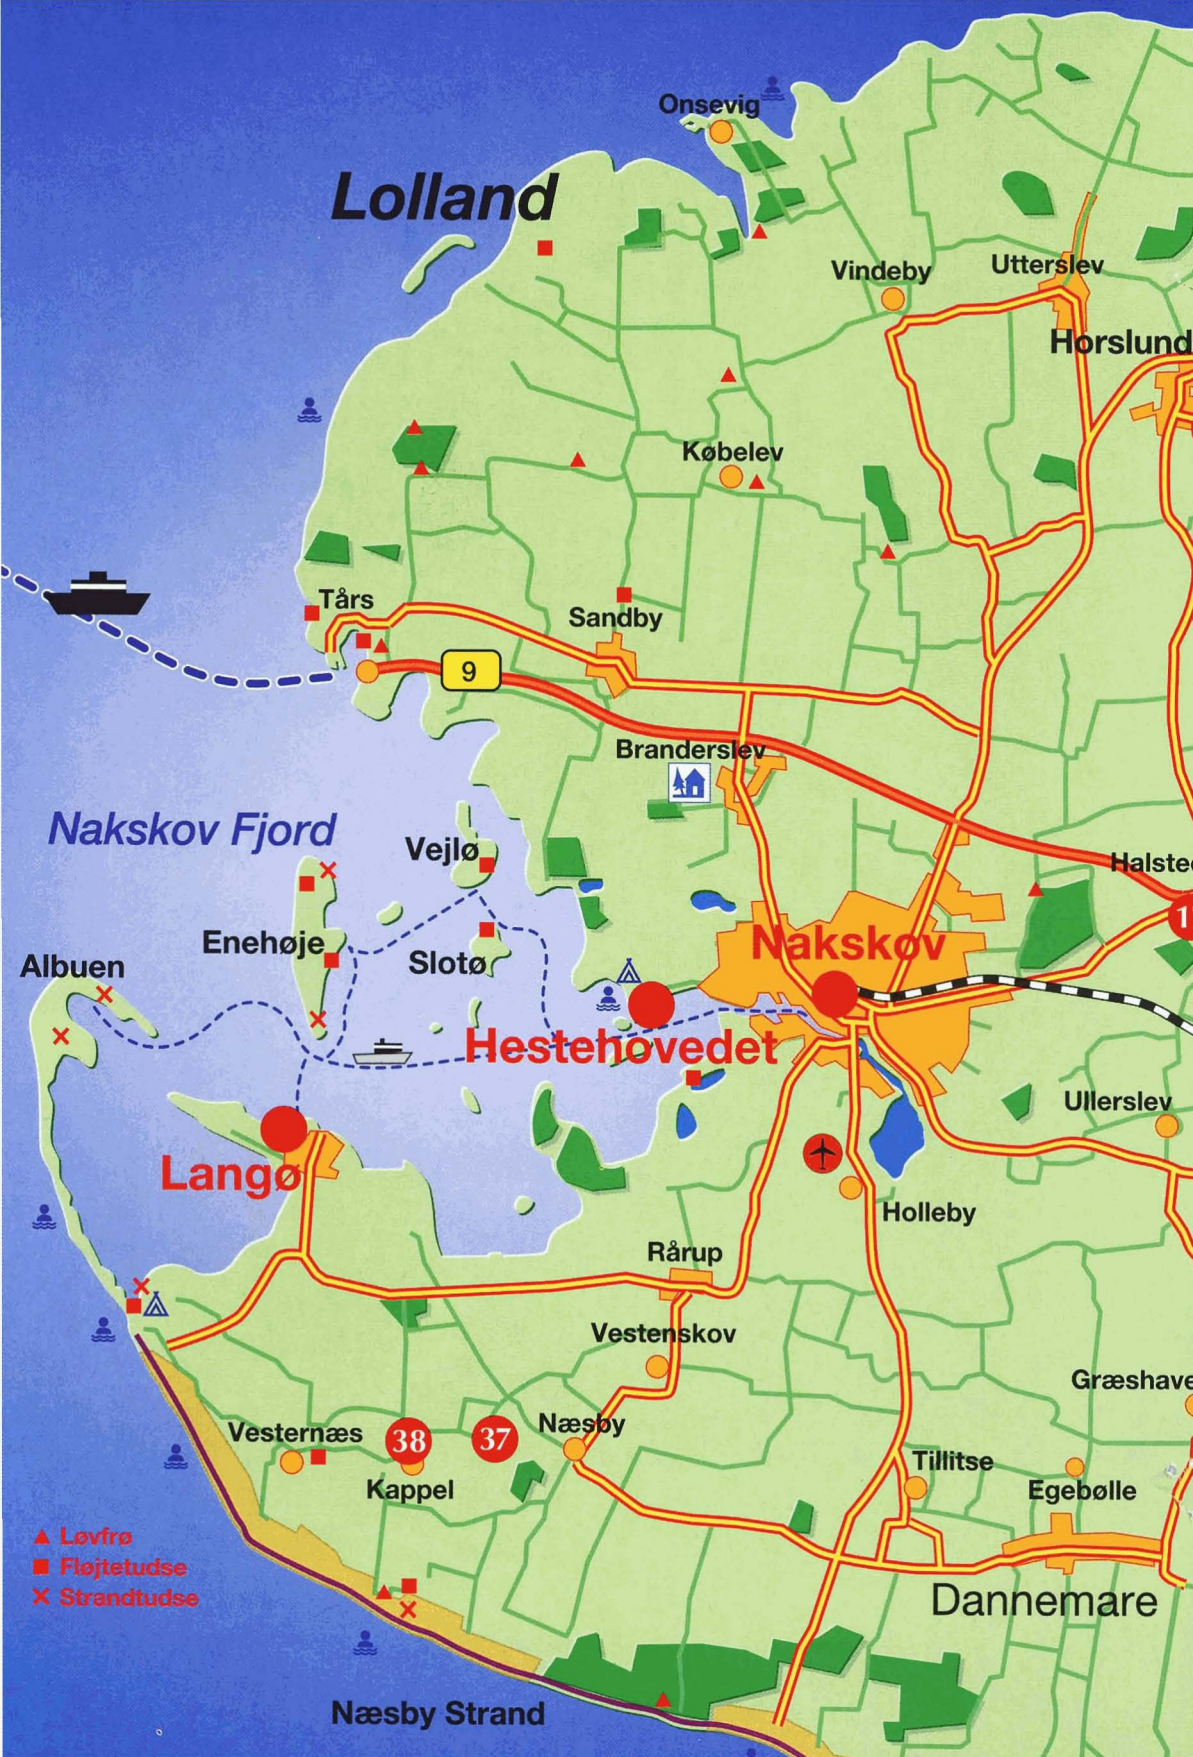 Onsevig
Lolland
Vindeby
Utterslev
Horslund
Købelev
Tårs
Sandby
9
Branderslev
Nakskov Fjord
Vejlø
Halste
1
Enehøje
Slotø
Nakskov
Albuen
Hestehovedet
Ullerslev
Langø
Holleby
Rårup
Vestenskov
Græshave
Vesternæs
38
37
Næsby
Kappel
Tillitse
Egebølle
Løvfrø
Fløjtetudse
Strandtudse
Dannemare
Næsby Strand